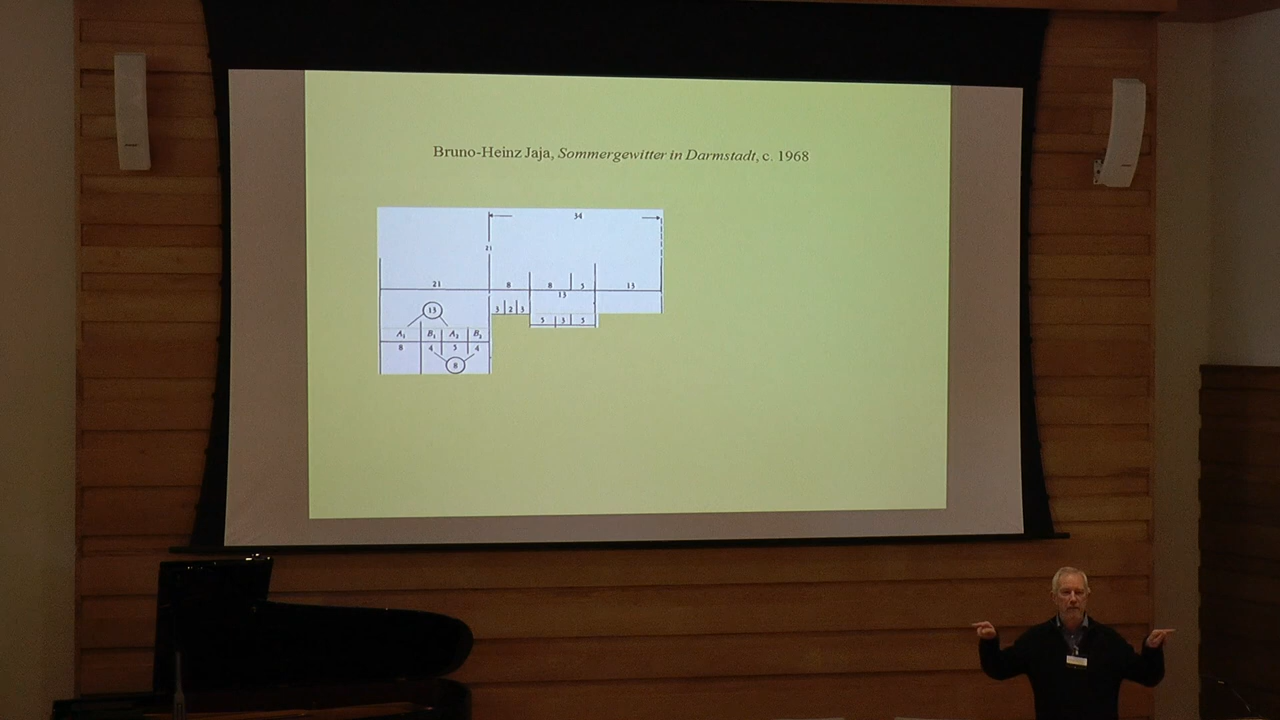 Bruno-Heinz Jaja, Sommergewitter in Darmstadt, c. 1968
34
21
21 8 8 5 13
13
3 2 3
13
5 3 5
A₁ B₁ A₂ B₂
8 4 5 4
8